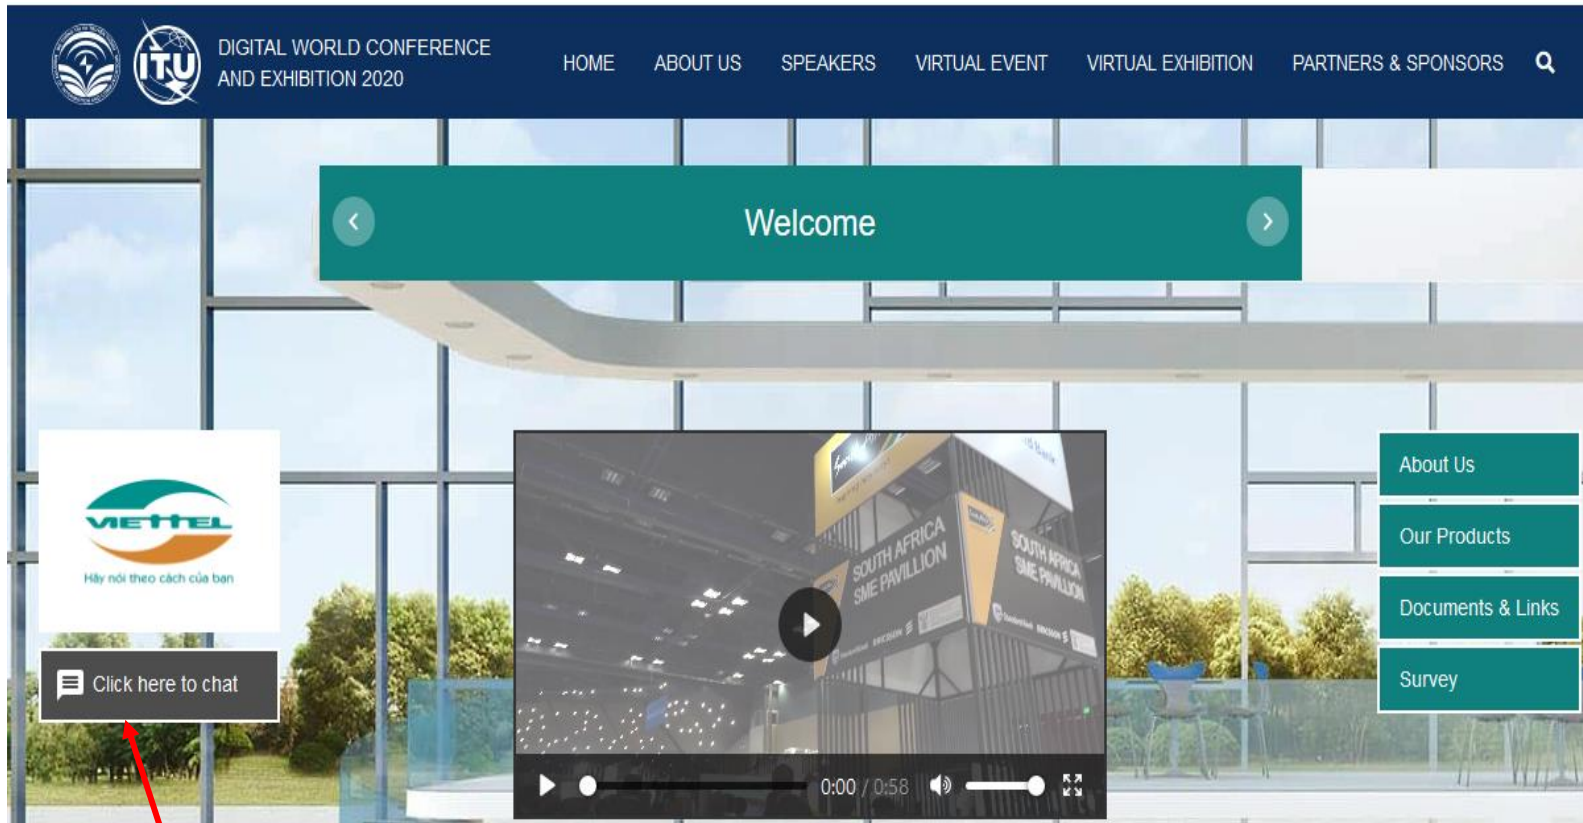 DIGITAL WORLD CONFERENCE
AND EXHIBITION 2020
ITU
HOME
ABOUT US
SPEAKERS
VIRTUAL EVENT
VIRTUAL EXHIBITION
PARTNERS & SPONSORS
Welcome
VIETTEL
Hãy nói theo cách của bạn
Click here to chat
SOUTH AFRICA
SME PAVILLION
SOUTH AFRICA
SME PAVILLION
ERICSSON
0:00 / 0:58
About Us
Our Products
Documents & Links
Survey